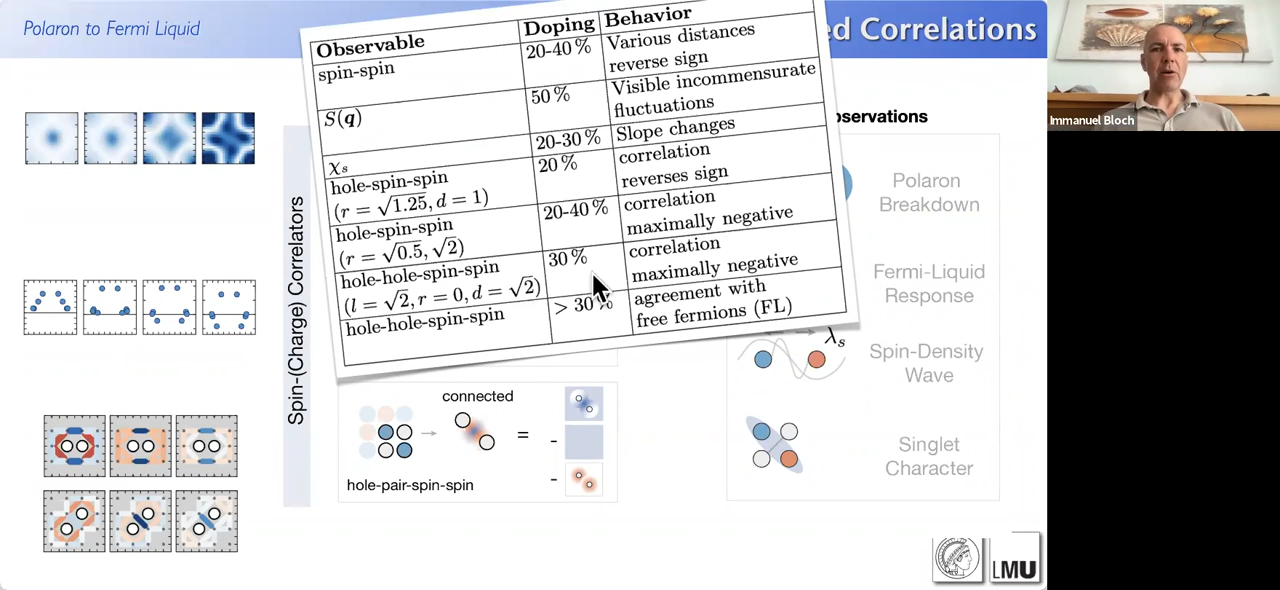 Polaron to Fermi Liquid
ed Correlations
Observable Doping Behavior
spin-spin 20-40 % Various distances
reverse sign
S(q) 50 % Visible incommensurate
fluctuations
χs 20-30 % Slope changes
hole-spin-spin 20 % correlation
(r = √1.25, d = 1) reverses sign
hole-spin-spin 20-40 % correlation
(r = √0.5, √2) maximally negative
hole-hole-spin-spin 30 % correlation
(l = √2, r = 0, d = √2) maximally negative
hole-hole-spin-spin > 30 % agreement with
free fermions (FL)
Spin-(Charge) Correlators
connected
=
-
-
hole-pair-spin-spin
bservations
Polaron
Breakdown
Fermi-Liquid
Response
λs
Spin-Density
Wave
Singlet
Character
LMU
Immanuel Bloch